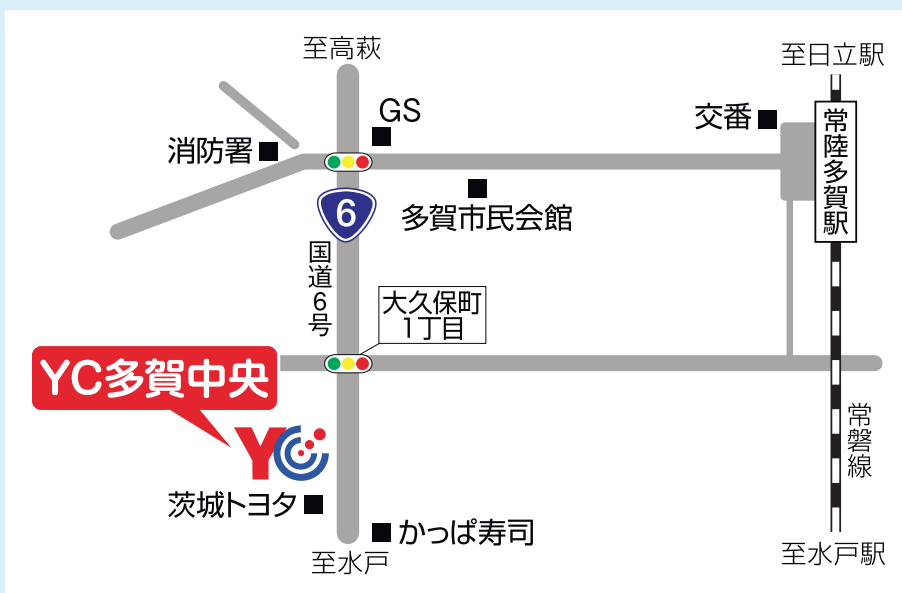 至高萩
至日立駅
GS
交番
消防署
常陸多賀駅
6
多賀市民会館
国道6号
大久保町
1丁目
YC多賀中央
YC
常磐線
茨城トヨタ
かっぱ寿司
至水戸
至水戸駅